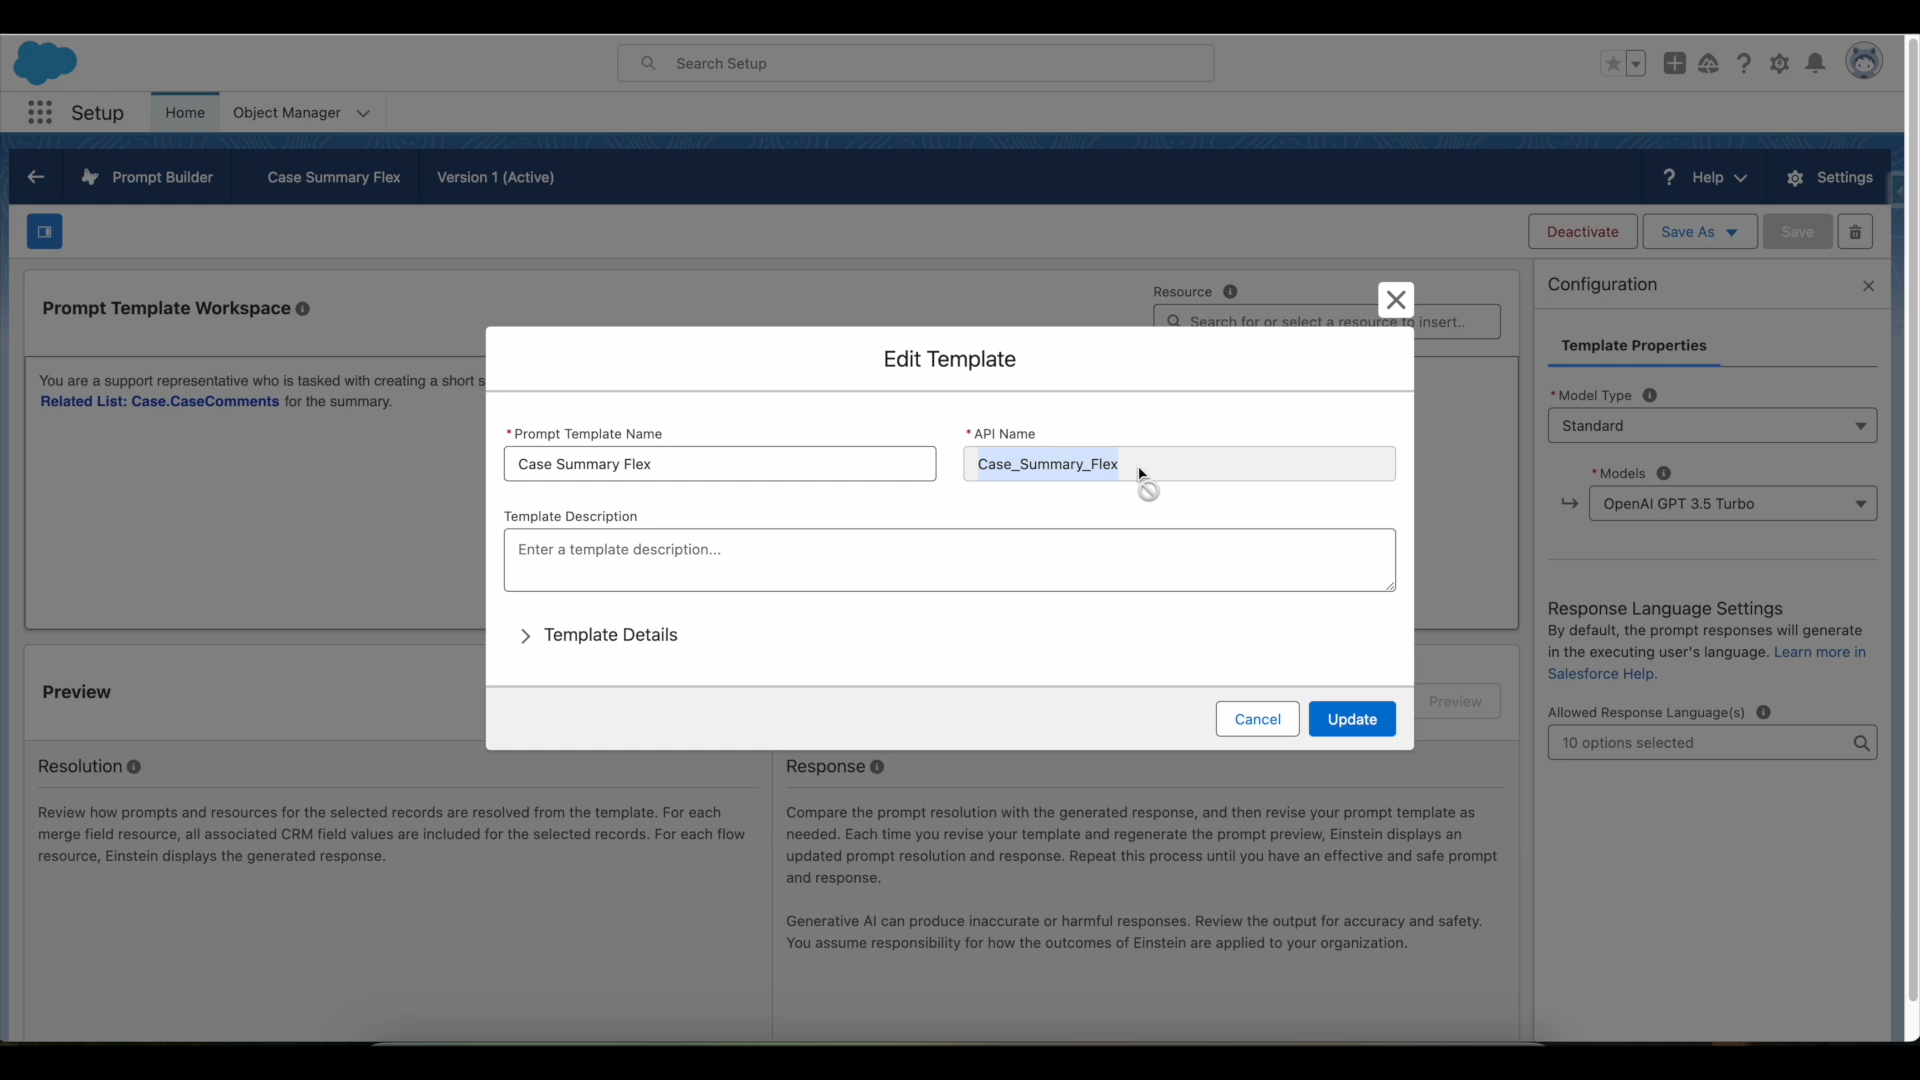 Search Setup
Setup
Home
Object Manager
Prompt Builder
Case Summary Flex
Version 1 (Active)
? Help
Settings
Deactivate
Save As
Save
Prompt Template Workspace
Resource
Search for or select a resource to insert..
You are a support representative who is tasked with creating a short s
Related List: Case.CaseComments for the summary.
Configuration
Template Properties
* Model Type
Standard
* Models
OpenAI GPT 3.5 Turbo
Response Language Settings
By default, the prompt responses will generate
in the executing user's language. Learn more in
Salesforce Help.
Allowed Response Language(s)
10 options selected
Edit Template
* Prompt Template Name
Case Summary Flex
* API Name
Case_Summary_Flex
Template Description
Enter a template description...
Template Details
Cancel
Update
Preview
Preview
Resolution
Review how prompts and resources for the selected records are resolved from the template. For each
merge field resource, all associated CRM field values are included for the selected records. For each flow
resource, Einstein displays the generated response.
Response
Compare the prompt resolution with the generated response, and then revise your prompt template as
needed. Each time you revise your template and regenerate the prompt preview, Einstein displays an
updated prompt resolution and response. Repeat this process until you have an effective and safe prompt
and response.
Generative AI can produce inaccurate or harmful responses. Review the output for accuracy and safety.
You assume responsibility for how the outcomes of Einstein are applied to your organization.